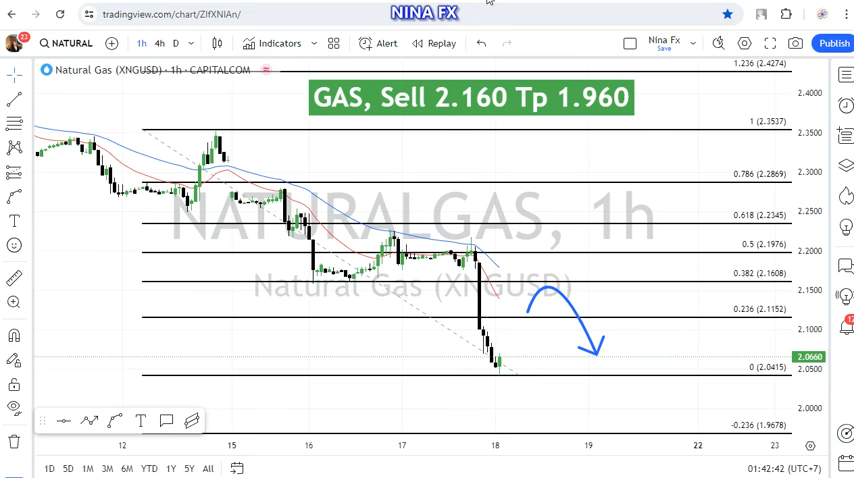 NINA FX
tradingview.com/chart/ZIfXNIAn/
23
NATURAL
1h 4h D
Indicators
Alert
Replay
Nina Fx
Save
Publish
Natural Gas (XNGUSD) · 1h · CAPITALCOM
GAS, Sell 2.160 Tp 1.960
NATURALGAS, 1h
Natural Gas (XNGUSD)
1.236 (2.4274)
1 (2.3537)
0.786 (2.2869)
0.618 (2.2345)
0.5 (2.1976)
0.382 (2.1608)
0.236 (2.1152)
0 (2.0415)
-0.236 (1.9678)
2.4000
2.3500
2.3000
2.2500
2.2000
2.1500
2.1000
2.0660
2.0500
2.0000
1.9500
12 15 16 17 18 19 22 23
1D 5D 1M 3M 6M YTD 1Y 5Y All
01:42:42 (UTC+7)